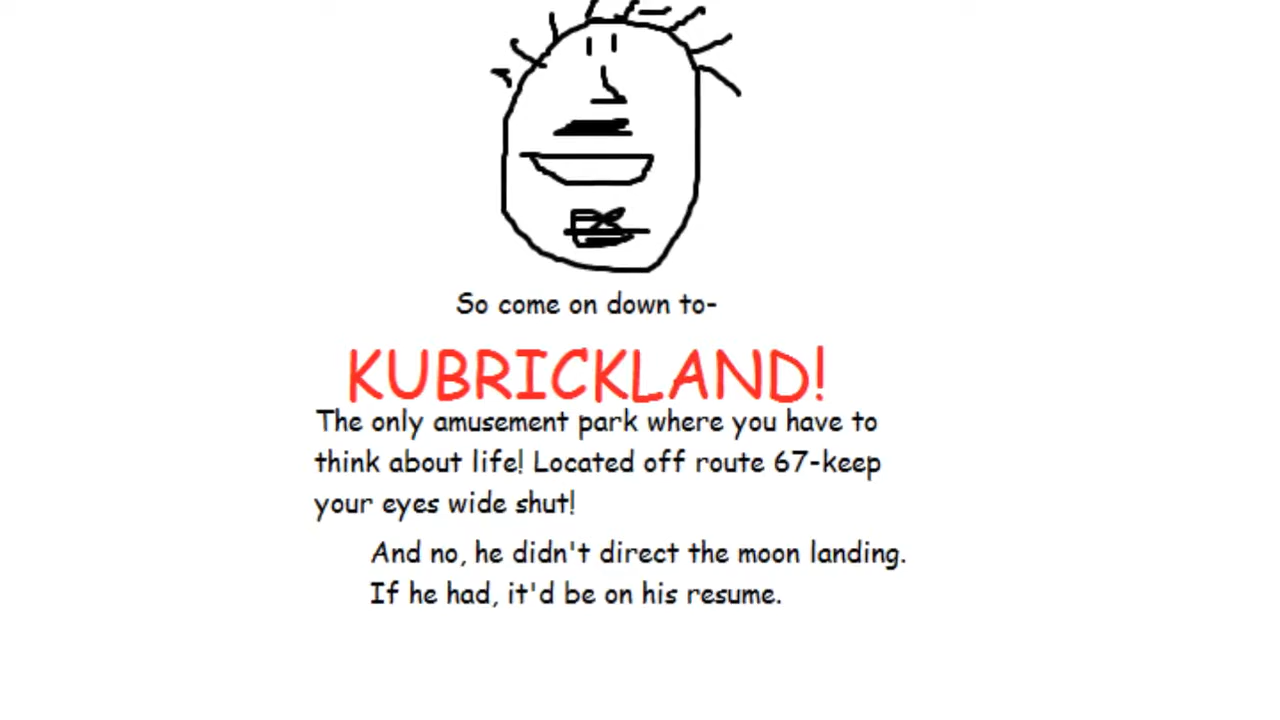 So come on down to-
KUBRICKLAND!
The only amusement park where you have to
think about life! Located off route 67-keep
your eyes wide shut!
And no, he didn't direct the moon landing.
If he had, it'd be on his resume.